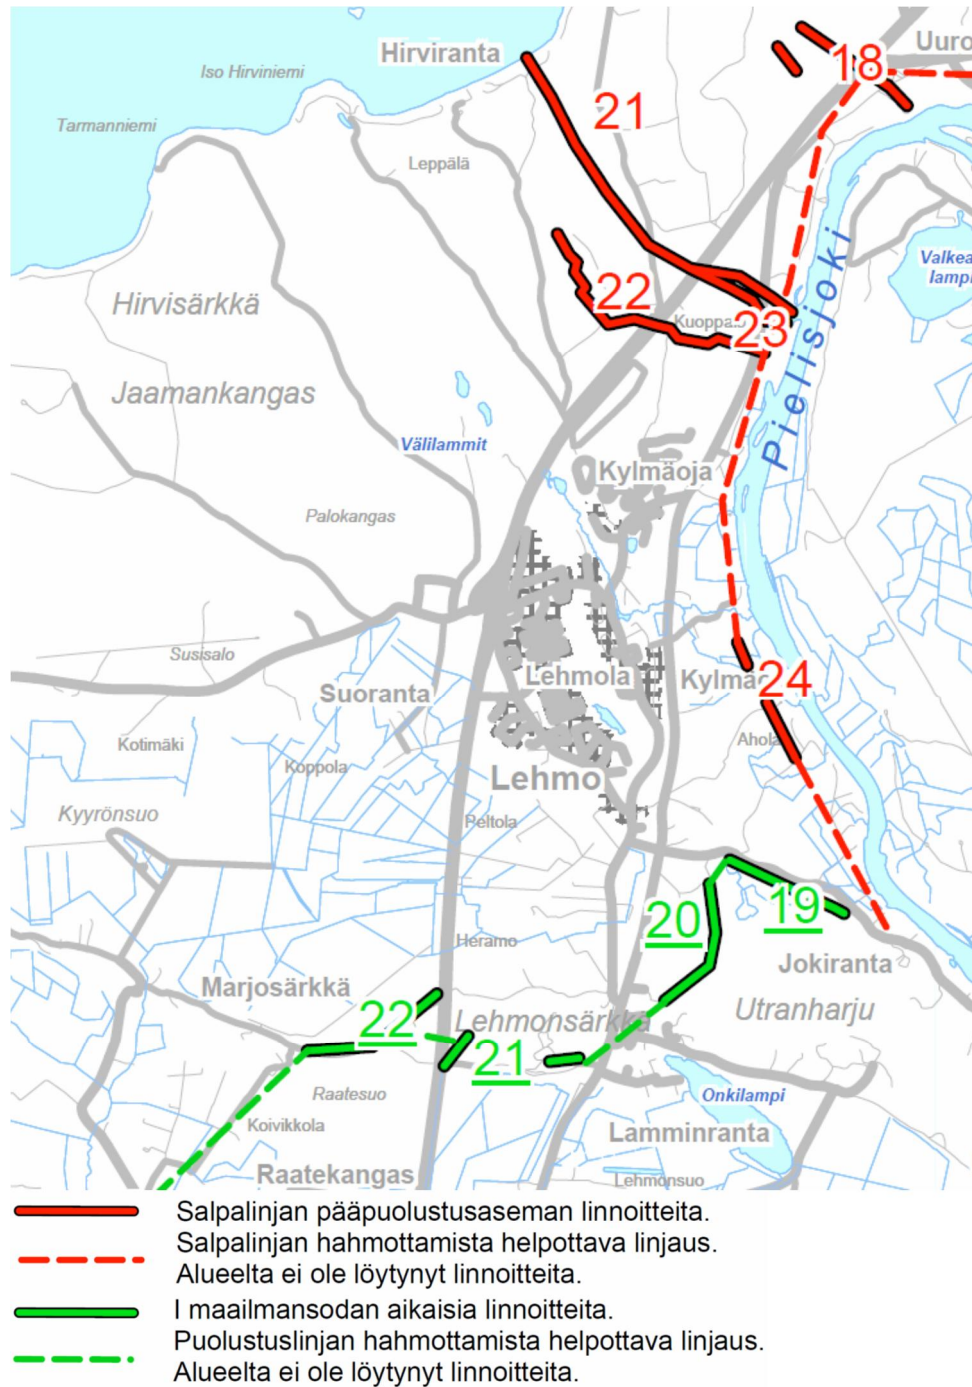 Hirviranta
Uuro
18
Iso Hirviniemi
21
Tarmanniemi
Leppälä
Pielisjoki
Valkea
lampi
Hirvisärkkä
22
Kuoppala
23
Jaamankangas
Välilammit
Kylmäoja
Palokangas
Susisalo
Suoranta
Lehmola
24
Kotimäki
Koppola
Ahola
Lehmo
Kyyrönsuo
Peltola
20
19
Heramo
Jokiranta
Marjosärkkä
Utranharju
22
Lehmonsärkkä
21
Raatesuo
Onkilampi
Koivikkola
Lamminranta
Raatekangas
Lehmonsuo
Salpalinjan pääpuolustusaseman linnoitteita.
Salpalinjan hahmottamista helpottava linjaus.
Alueelta ei ole löytynyt linnoitteita.
I maailmansodan aikaisia linnoitteita.
Puolustuslinjan hahmottamista helpottava linjaus.
Alueelta ei ole löytynyt linnoitteita.